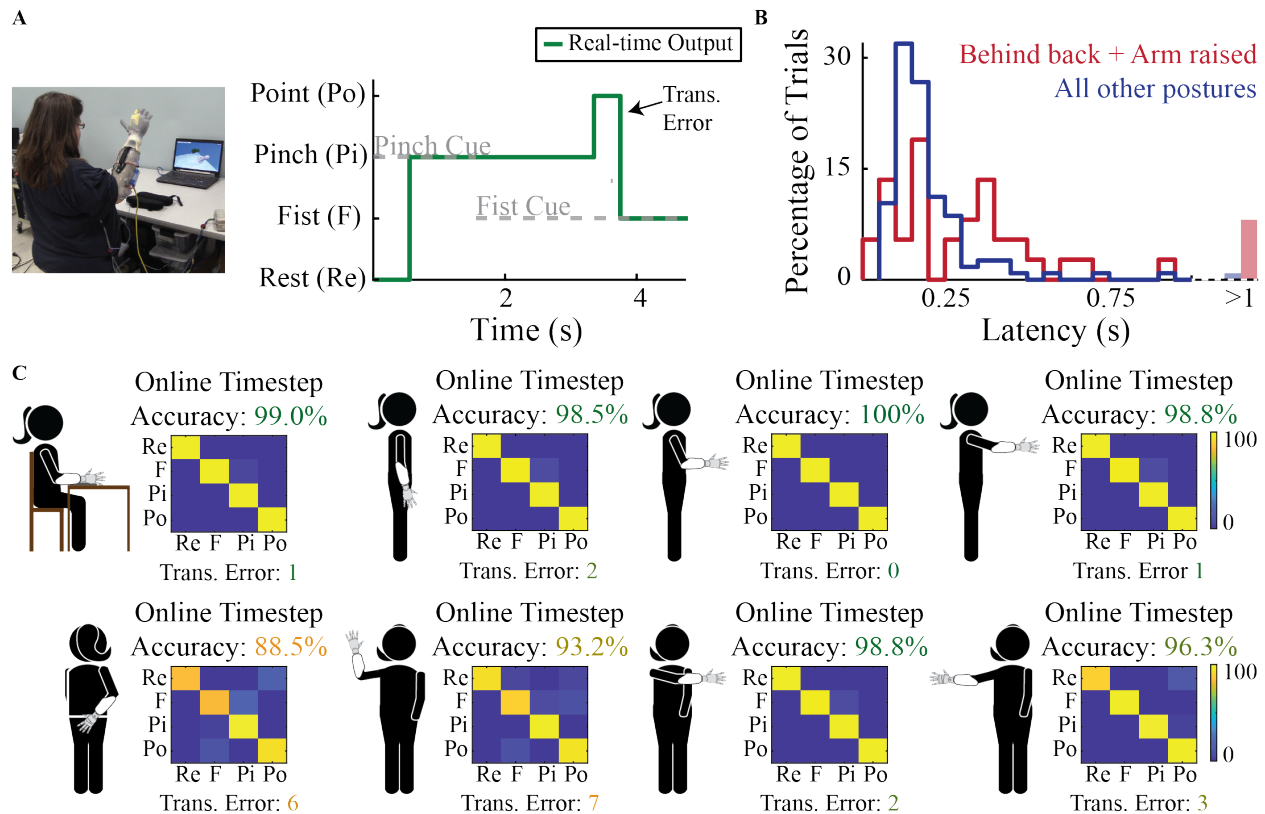 A
Real-time Output
Point (Po)
Trans.
Error
Pinch (Pi)
Pinch Cue
Fist (F)
Fist Cue
Rest (Re)
2
4
Time (s)
B
Behind back + Arm raised
All other postures
Percentage of Trials
30
15
0
0.25
0.75
>1
Latency (s)
C
Online Timestep
Accuracy: 99.0%
Re
F
Pi
Po
Re F Pi Po
Trans. Error: 1
Online Timestep
Accuracy: 98.5%
Re
F
Pi
Po
Re F Pi Po
Trans. Error: 2
Online Timestep
Accuracy: 100%
Re
F
Pi
Po
Re F Pi Po
Trans. Error: 0
Online Timestep
Accuracy: 98.8%
Re
F
Pi
Po
Re F Pi Po
Trans. Error 1
100
0
Online Timestep
Accuracy: 88.5%
Re
F
Pi
Po
Re F Pi Po
Trans. Error: 6
Online Timestep
Accuracy: 93.2%
Re
F
Pi
Po
Re F Pi Po
Trans. Error: 7
Online Timestep
Accuracy: 98.8%
Re
F
Pi
Po
Re F Pi Po
Trans. Error: 2
Online Timestep
Accuracy: 96.3%
Re
F
Pi
Po
Re F Pi Po
Trans. Error: 3
100
0